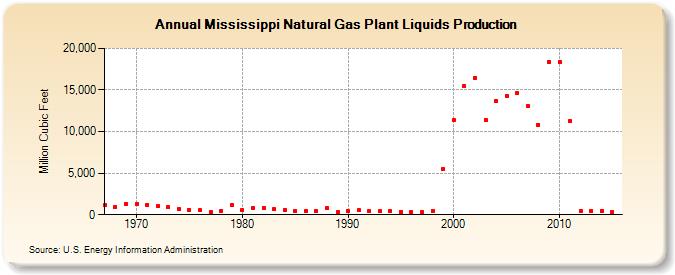 Annual Mississippi Natural Gas Plant Liquids Production
Million Cubic Feet
20,000
15,000
10,000
5,000
0
1970 1980 1990 2000 2010
Source: U.S. Energy Information Administration